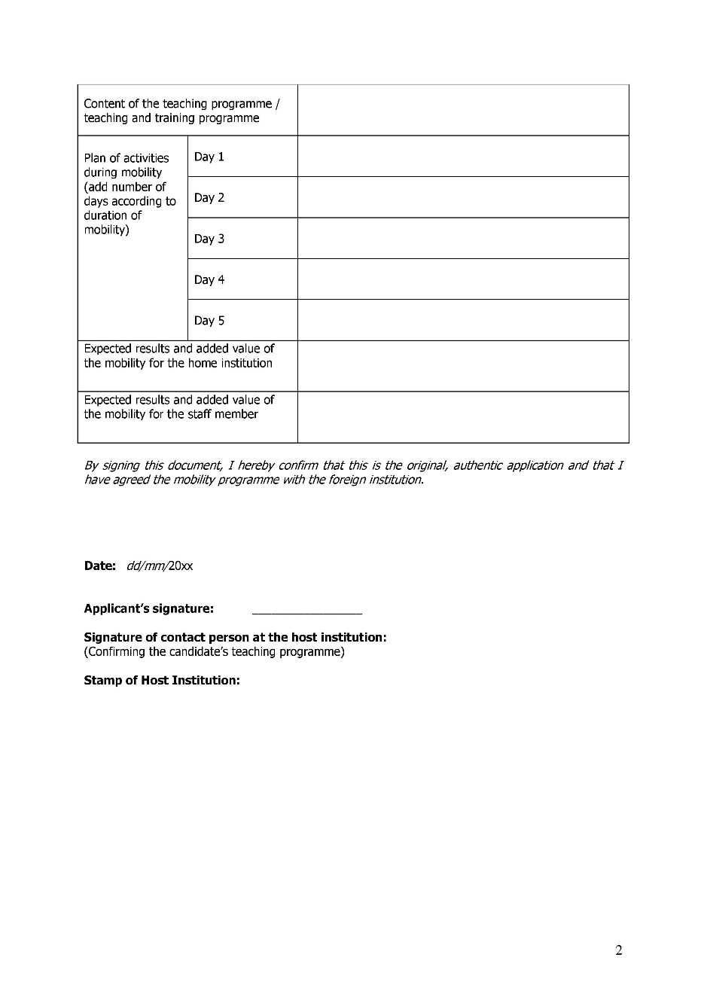 Content of the teaching programme /
teaching and training programme
Plan of activities
during mobility
(add number of
days according to
duration of
mobility)
Day 1
Day 2
Day 3
Day 4
Day 5
Expected results and added value of
the mobility for the home institution
Expected results and added value of
the mobility for the staff member
By signing this document, I hereby confirm that this is the original, authentic application and that I
have agreed the mobility programme with the foreign institution.
Date: dd/mm/20xx
Applicant’s signature: ________________
Signature of contact person at the host institution:
(Confirming the candidate’s teaching programme)
Stamp of Host Institution:
2